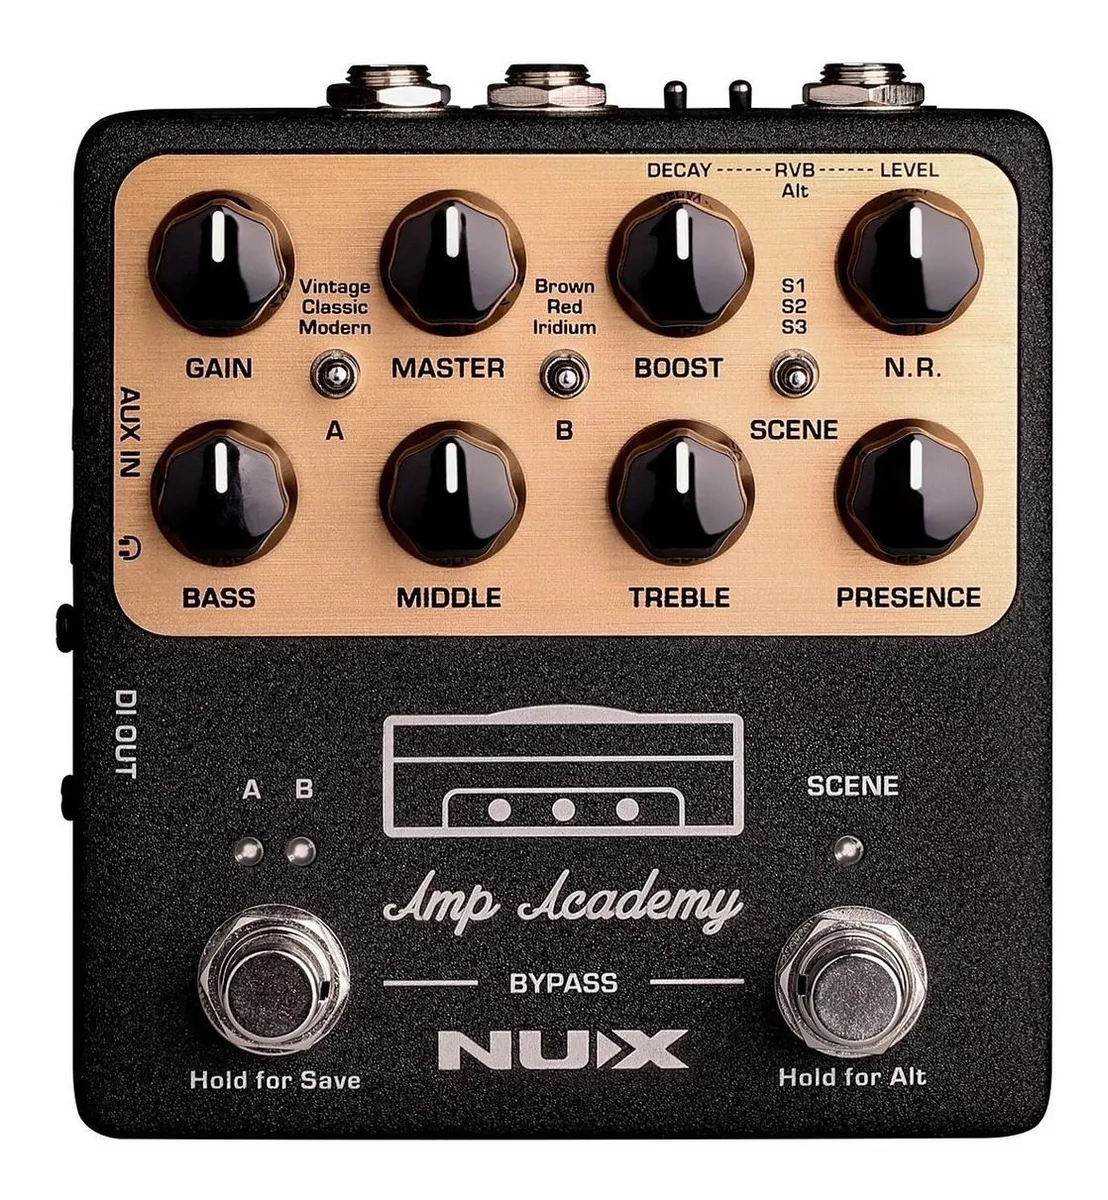 DECAY ------ RVB ------ LEVEL
Alt
Vintage
Classic
Modern
Brown
Red
Iridium
S1
S2
S3
GAIN
MASTER
BOOST
N.R.
A
B
SCENE
AUX IN
BASS
MIDDLE
TREBLE
PRESENCE
DI OUT
A B
SCENE
Amp Academy
BYPASS
NUX
Hold for Save
Hold for Alt